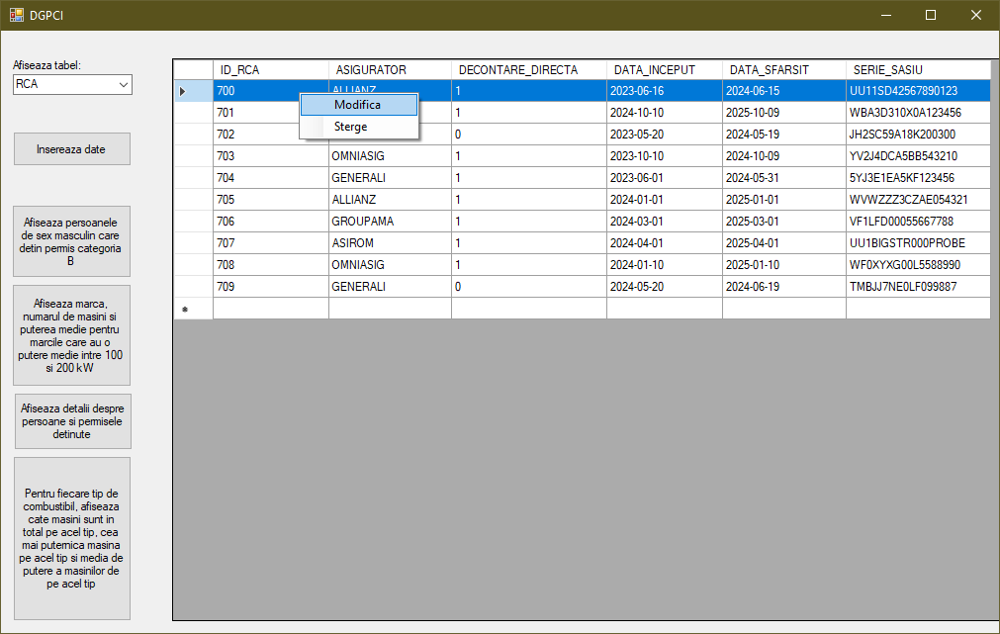 DGPCI
Afiseaza tabel:
RCA
Insereaza date
Afiseaza persoanele
de sex masculin care
detin permis categoria
B
Afiseaza marca,
numarul de masini si
puterea medie pentru
marcile care au o
putere medie intre 100
si 200 kW
Afiseaza detalii despre
persoane si permisele
detinute
Pentru fiecare tip de
combustibil, afiseaza
cate masini sunt in
total pe acel tip, cea
mai puternica masina
pe acel tip si media de
putere a masinilor de
pe acel tip
ID_RCA ASIGURATOR DECONTARE_DIRECTA DATA_INCEPUT DATA_SFARSIT SERIE_SASIU
700 ALLIANZ 1 2023-06-16 2024-06-15 UU11SD42567890123
Modifica
Sterge
701 1 2024-10-10 2025-10-09 WBA3D310X0A123456
702 0 2023-05-20 2024-05-19 JH2SC59A18K200300
703 OMNIASIG 1 2023-10-10 2024-10-09 YV2J4DCA5BB543210
704 GENERALI 1 2023-06-01 2024-05-31 5YJ3E1EA5KF123456
705 ALLIANZ 1 2024-01-01 2025-01-01 WVWZZZ3CZAE054321
706 GROUPAMA 1 2024-03-01 2025-03-01 VF1LFD00055667788
707 ASIROM 1 2024-04-01 2025-04-01 UU1BIGSTR000PROBE
708 OMNIASIG 1 2024-01-10 2025-01-10 WF0XYXG00L5588990
709 GENERALI 0 2024-05-20 2024-06-19 TMBJJ7NE0LF099887